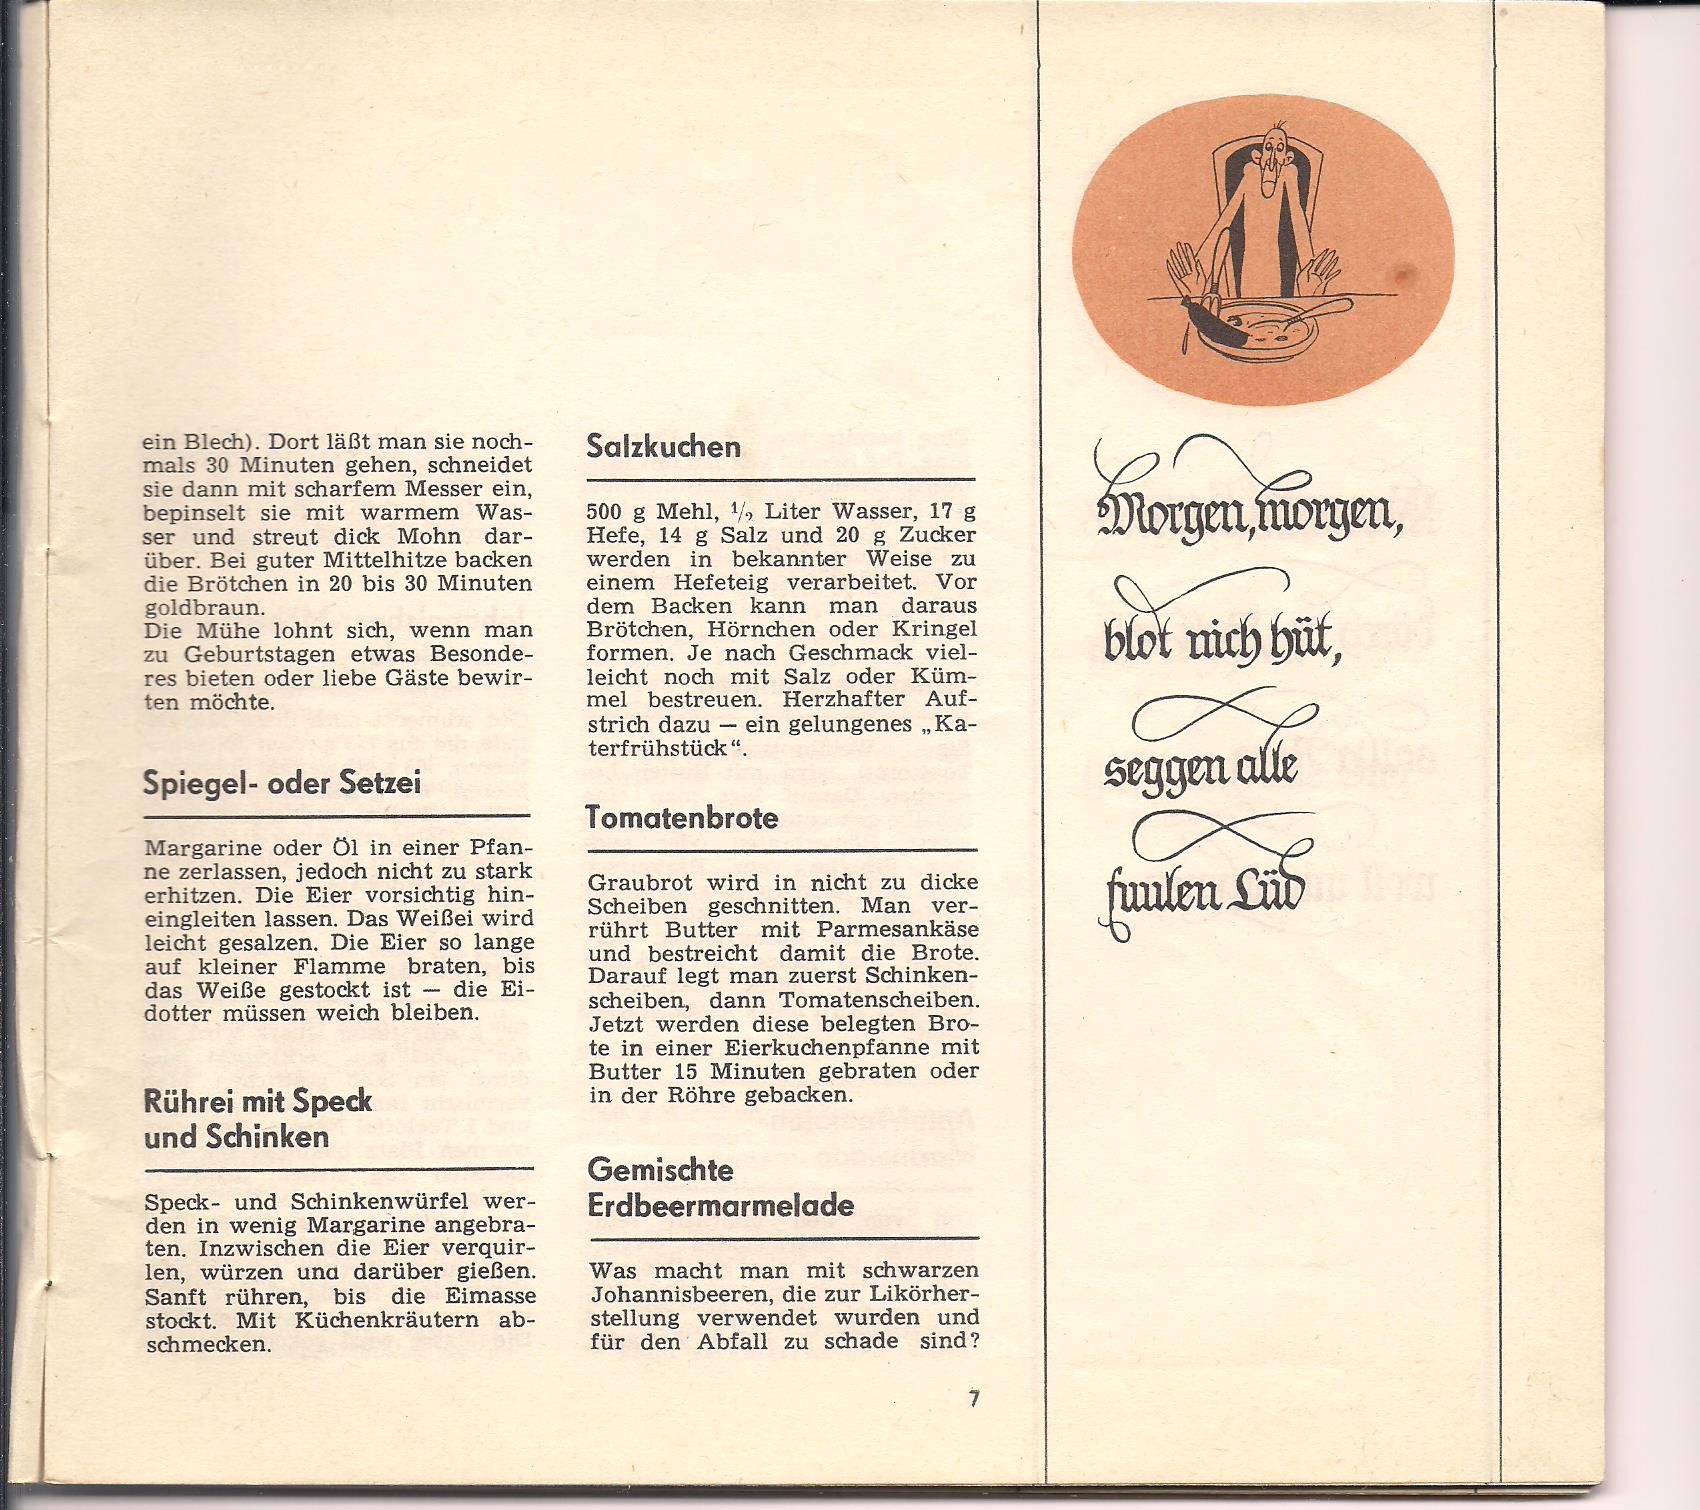 ein Blech). Dort läßt man sie noch-
mals 30 Minuten gehen, schneidet
sie dann mit scharfem Messer ein,
bepinselt sie mit warmem Was-
ser und streut dick Mohn dar-
über. Bei guter Mittelhitze backen
die Brötchen in 20 bis 30 Minuten
goldbraun.
Die Mühe lohnt sich, wenn man
zu Geburtstagen etwas Besonde-
res bieten oder liebe Gäste bewir-
ten möchte.
Spiegel- oder Setzei
Margarine oder Öl in einer Pfan-
ne zerlassen, jedoch nicht zu stark
erhitzen. Die Eier vorsichtig hin-
eingleiten lassen. Das Weißei wird
leicht gesalzen. Die Eier so lange
auf kleiner Flamme braten, bis
das Weiße gestockt ist — die Ei-
dotter müssen weich bleiben.
Rührei mit Speck
und Schinken
Speck- und Schinkenwürfel wer-
den in wenig Margarine angebra-
ten. Inzwischen die Eier verquir-
len, würzen und darüber gießen.
Sanft rühren, bis die Eimasse
stockt. Mit Küchenkräutern ab-
schmecken.
Salzkuchen
500 g Mehl, 1/2 Liter Wasser, 17 g
Hefe, 14 g Salz und 20 g Zucker
werden in bekannter Weise zu
einem Hefeteig verarbeitet. Vor
dem Backen kann man daraus
Brötchen, Hörnchen oder Kringel
formen. Je nach Geschmack viel-
leicht noch mit Salz oder Küm-
mel bestreuen. Herzhafter Auf-
strich dazu — ein gelungenes „Ka-
terfrühstück“.
Tomatenbrote
Graubrot wird in nicht zu dicke
Scheiben geschnitten. Man ver-
rührt Butter mit Parmesankäse
und bestreicht damit die Brote.
Darauf legt man zuerst Schinken-
scheiben, dann Tomatenscheiben.
Jetzt werden diese belegten Bro-
te in einer Eierkuchenpfanne mit
Butter 15 Minuten gebraten oder
in der Röhre gebacken.
Gemischte
Erdbeermarmelade
Was macht man mit schwarzen
Johannisbeeren, die zur Likörher-
stellung verwendet wurden und
für den Abfall zu schade sind?
7
Morgen, morgen,
blot nich hüt,
seggen alle
fuulen Lüd